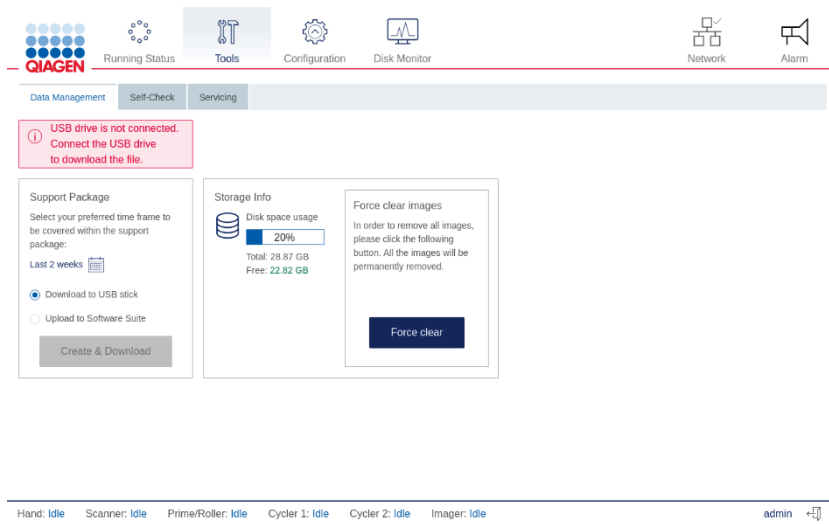 QIAGEN
Running Status
Tools
Configuration
Disk Monitor
Network
Alarm
Data Management
Self-Check
Servicing
USB drive is not connected.
Connect the USB drive
to download the file.
Support Package
Select your preferred time frame to
be covered within the support
package:
Last 2 weeks
Download to USB stick
Upload to Software Suite
Create & Download
Storage Info
Disk space usage
20%
Total: 28.87 GB
Free: 22.82 GB
Force clear images
In order to remove all images,
please click the following
button. All the images will be
permanently removed.
Force clear
Hand: Idle
Scanner: Idle
Prime/Roller: Idle
Cycler 1: Idle
Cycler 2: Idle
Imager: Idle
admin